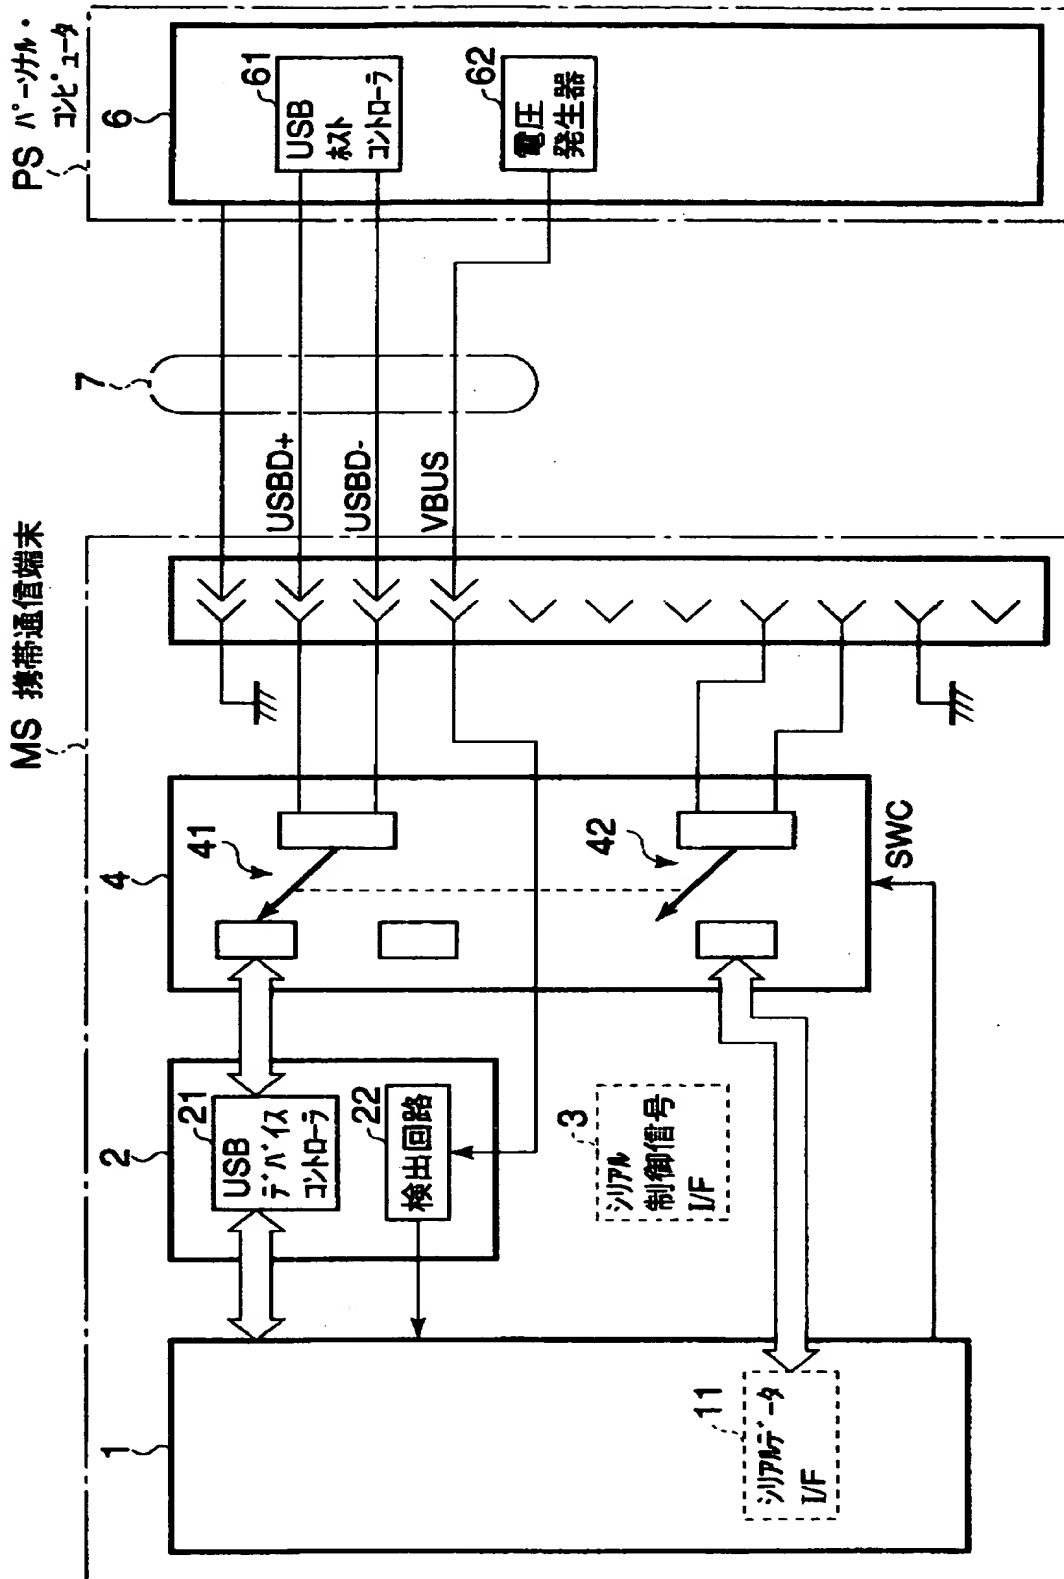 MS 携帯通信端末
PS パーソナル・
コンピュータ
1
2
21
USB
デバイス
コントローラ
22
検出回路
4
41
42
7
USBD+
USBD-
VBUS
6
61
USB
ホスト
コントローラ
62
電圧
発生器
11
シリアルデータ
I/F
3
シリアル
制御信号
I/F
SWC